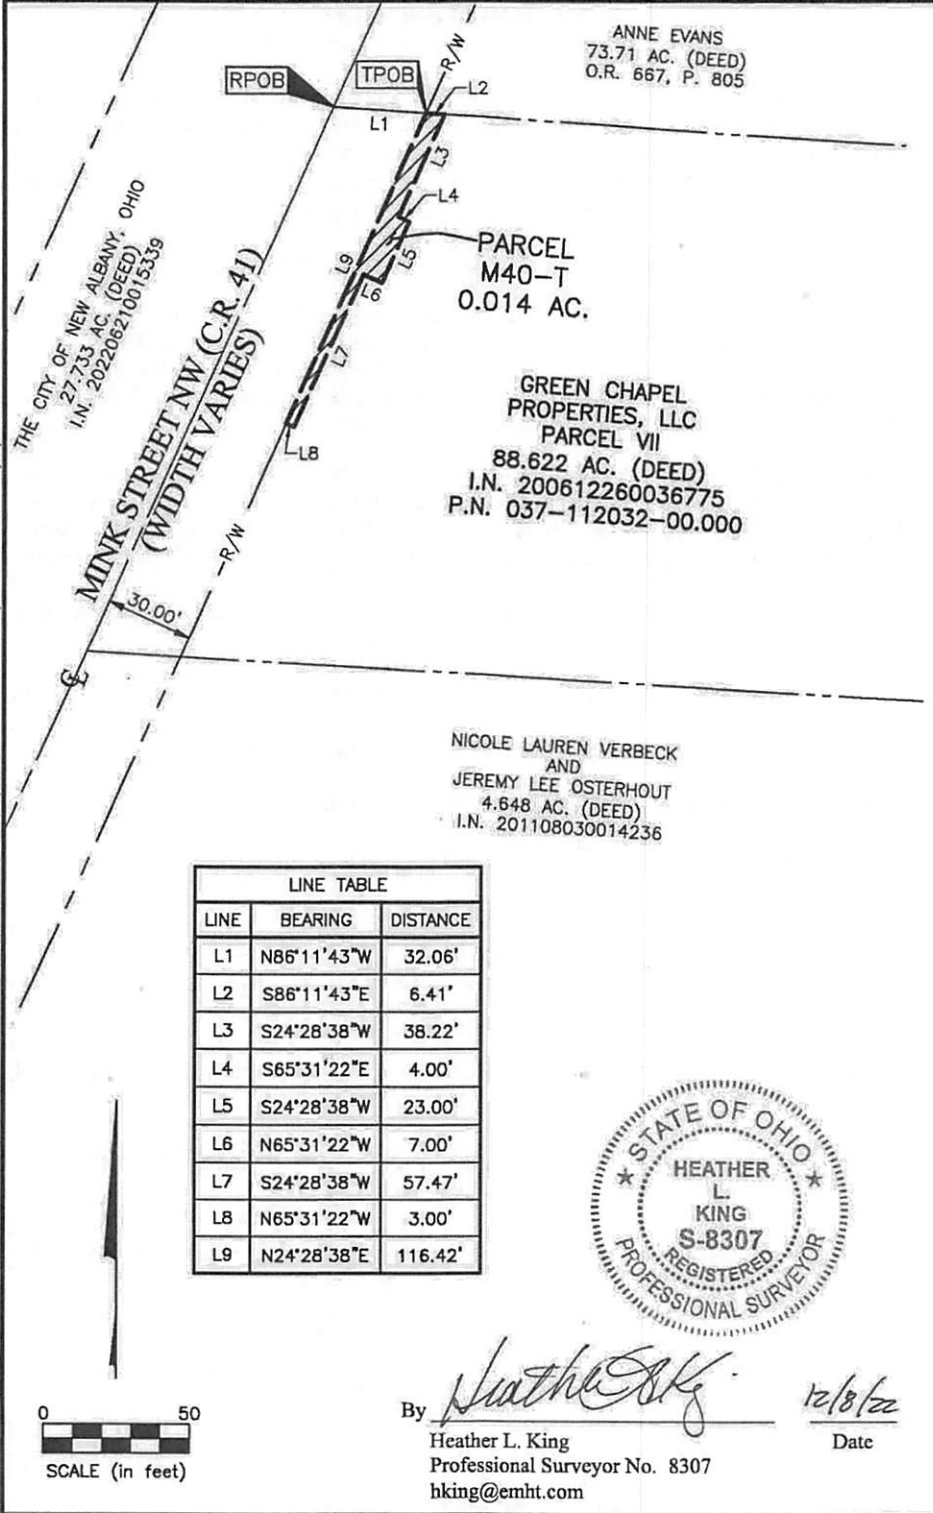 ANNE EVANS
73.71 AC. (DEED)
O.R. 667, P. 805
R/W
RPOB
TPOB
L2
L1
L3
L4
PARCEL
M40-T
0.014 AC.
L5
L9
L6
L7
L8
THE CITY OF NEW ALBANY, OHIO
27.733 AC. (DEED)
I.N. 202206210015339
MINK STREET NW (C.R. 41)
(WIDTH VARIES)
GREEN CHAPEL
PROPERTIES, LLC
PARCEL VII
88.622 AC. (DEED)
I.N. 200612260036775
P.N. 037-112032-00.000
R/W
30.00'
℄
NICOLE LAUREN VERBECK
AND
JEREMY LEE OSTERHOUT
4.648 AC. (DEED)
I.N. 201108030014236
LINE TABLE
LINE BEARING DISTANCE
L1 N86°11'43"W 32.06'
L2 S86°11'43"E 6.41'
L3 S24°28'38"W 38.22'
L4 S65°31'22"E 4.00'
L5 S24°28'38"W 23.00'
L6 N65°31'22"W 7.00'
L7 S24°28'38"W 57.47'
L8 N65°31'22"W 3.00'
L9 N24°28'38"E 116.42'
STATE OF OHIO
HEATHER
L.
KING
S-8307
REGISTERED
PROFESSIONAL SURVEYOR
0 50
SCALE (in feet)
By Heather L King 12/8/22
Heather L. King Date
Professional Surveyor No. 8307
hking@emht.com